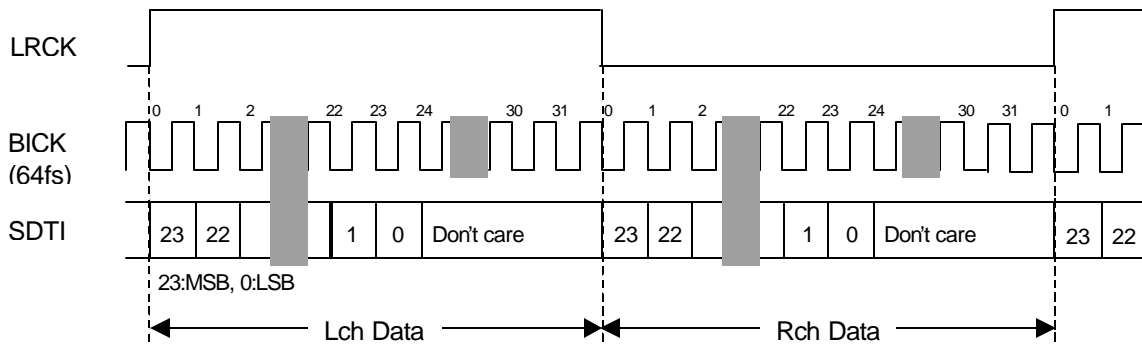 LRCK
0 1 2 22 23 24 30 31 0 1 2 22 23 24 30 31 0 1
BICK
(64fs)
SDTI 23 22 1 0 Don't care 23 22 1 0 Don't care 23 22
23:MSB, 0:LSB
Lch Data Rch Data